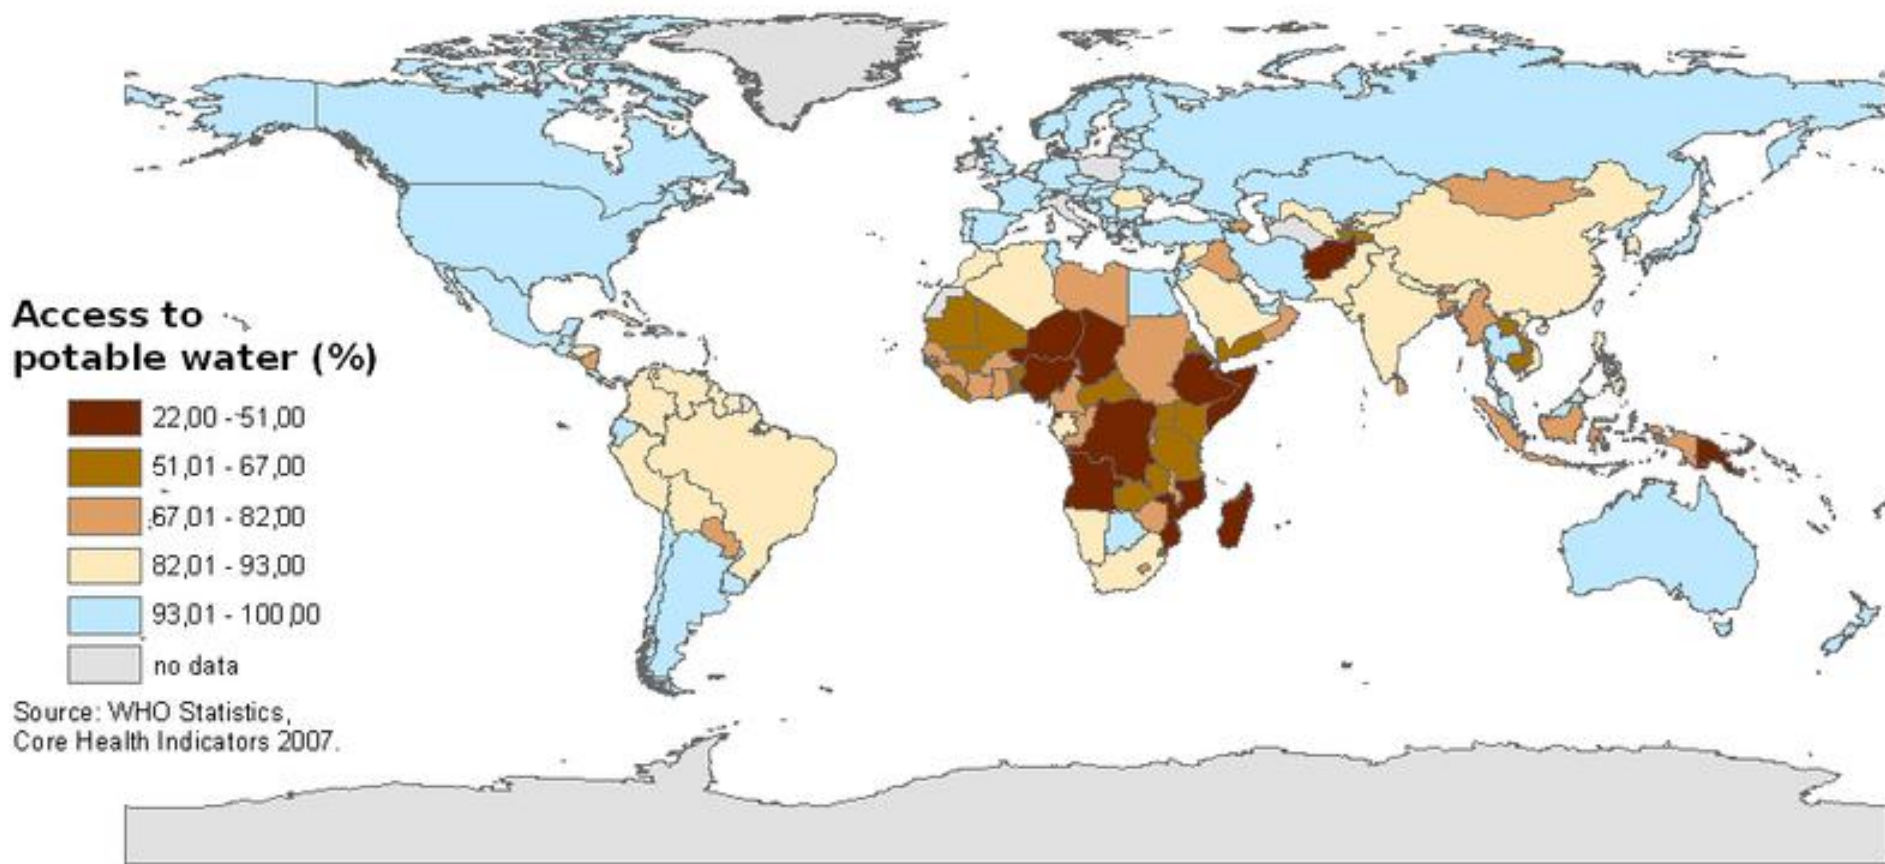 Access to
potable water (%)
22,00 - 51,00
51,01 - 67,00
67,01 - 82,00
82,01 - 93,00
93,01 - 100,00
no data
Source: WHO Statistics,
Core Health Indicators 2007.